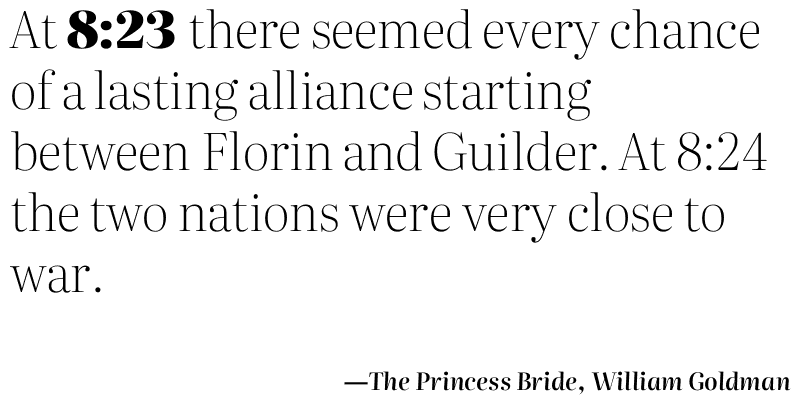 At 8:23 there seemed every chance
of a lasting alliance starting
between Florin and Guilder. At 8:24
the two nations were very close to
war.
—The Princess Bride, William Goldman